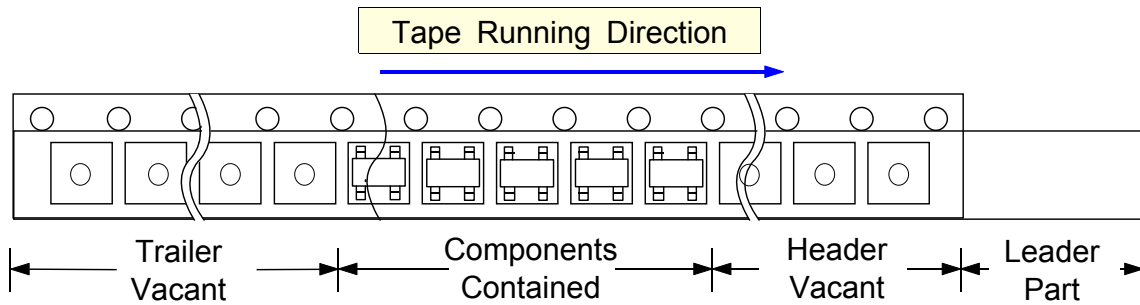 Tape Running Direction
Trailer
Vacant
Components
Contained
Header
Vacant
Leader
Part